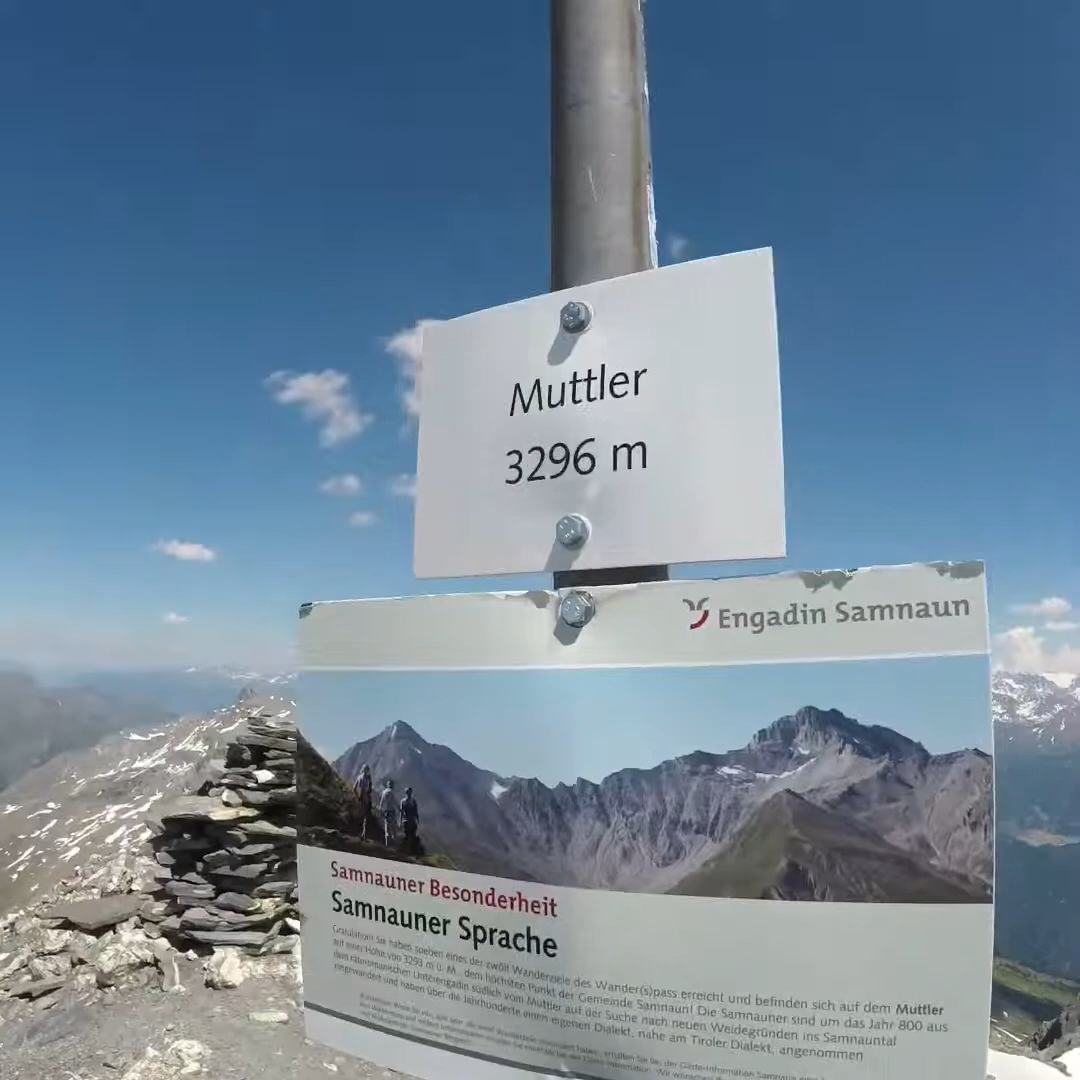 Muttler
3296 m
Engadin Samnaun
Samnauner Besonderheit
Samnauner Sprache
Gratulation! Sie haben soeben eines der zwölf Wanderziele des Wander(s)pass erreicht und befinden sich auf dem Muttler
auf einer Höhe von 3293 m ü. M., dem höchsten Punkt der Gemeinde Samnaun! Die Samnauner sind um das Jahr 800 aus
dem rätoromanischen Unterengadin südlich vom Muttler auf der Suche nach neuen Weidegründen ins Samnauntal
eingewandert und haben über die Jahrhunderte einen eigenen Dialekt, nahe am Tiroler Dialekt, angenommen